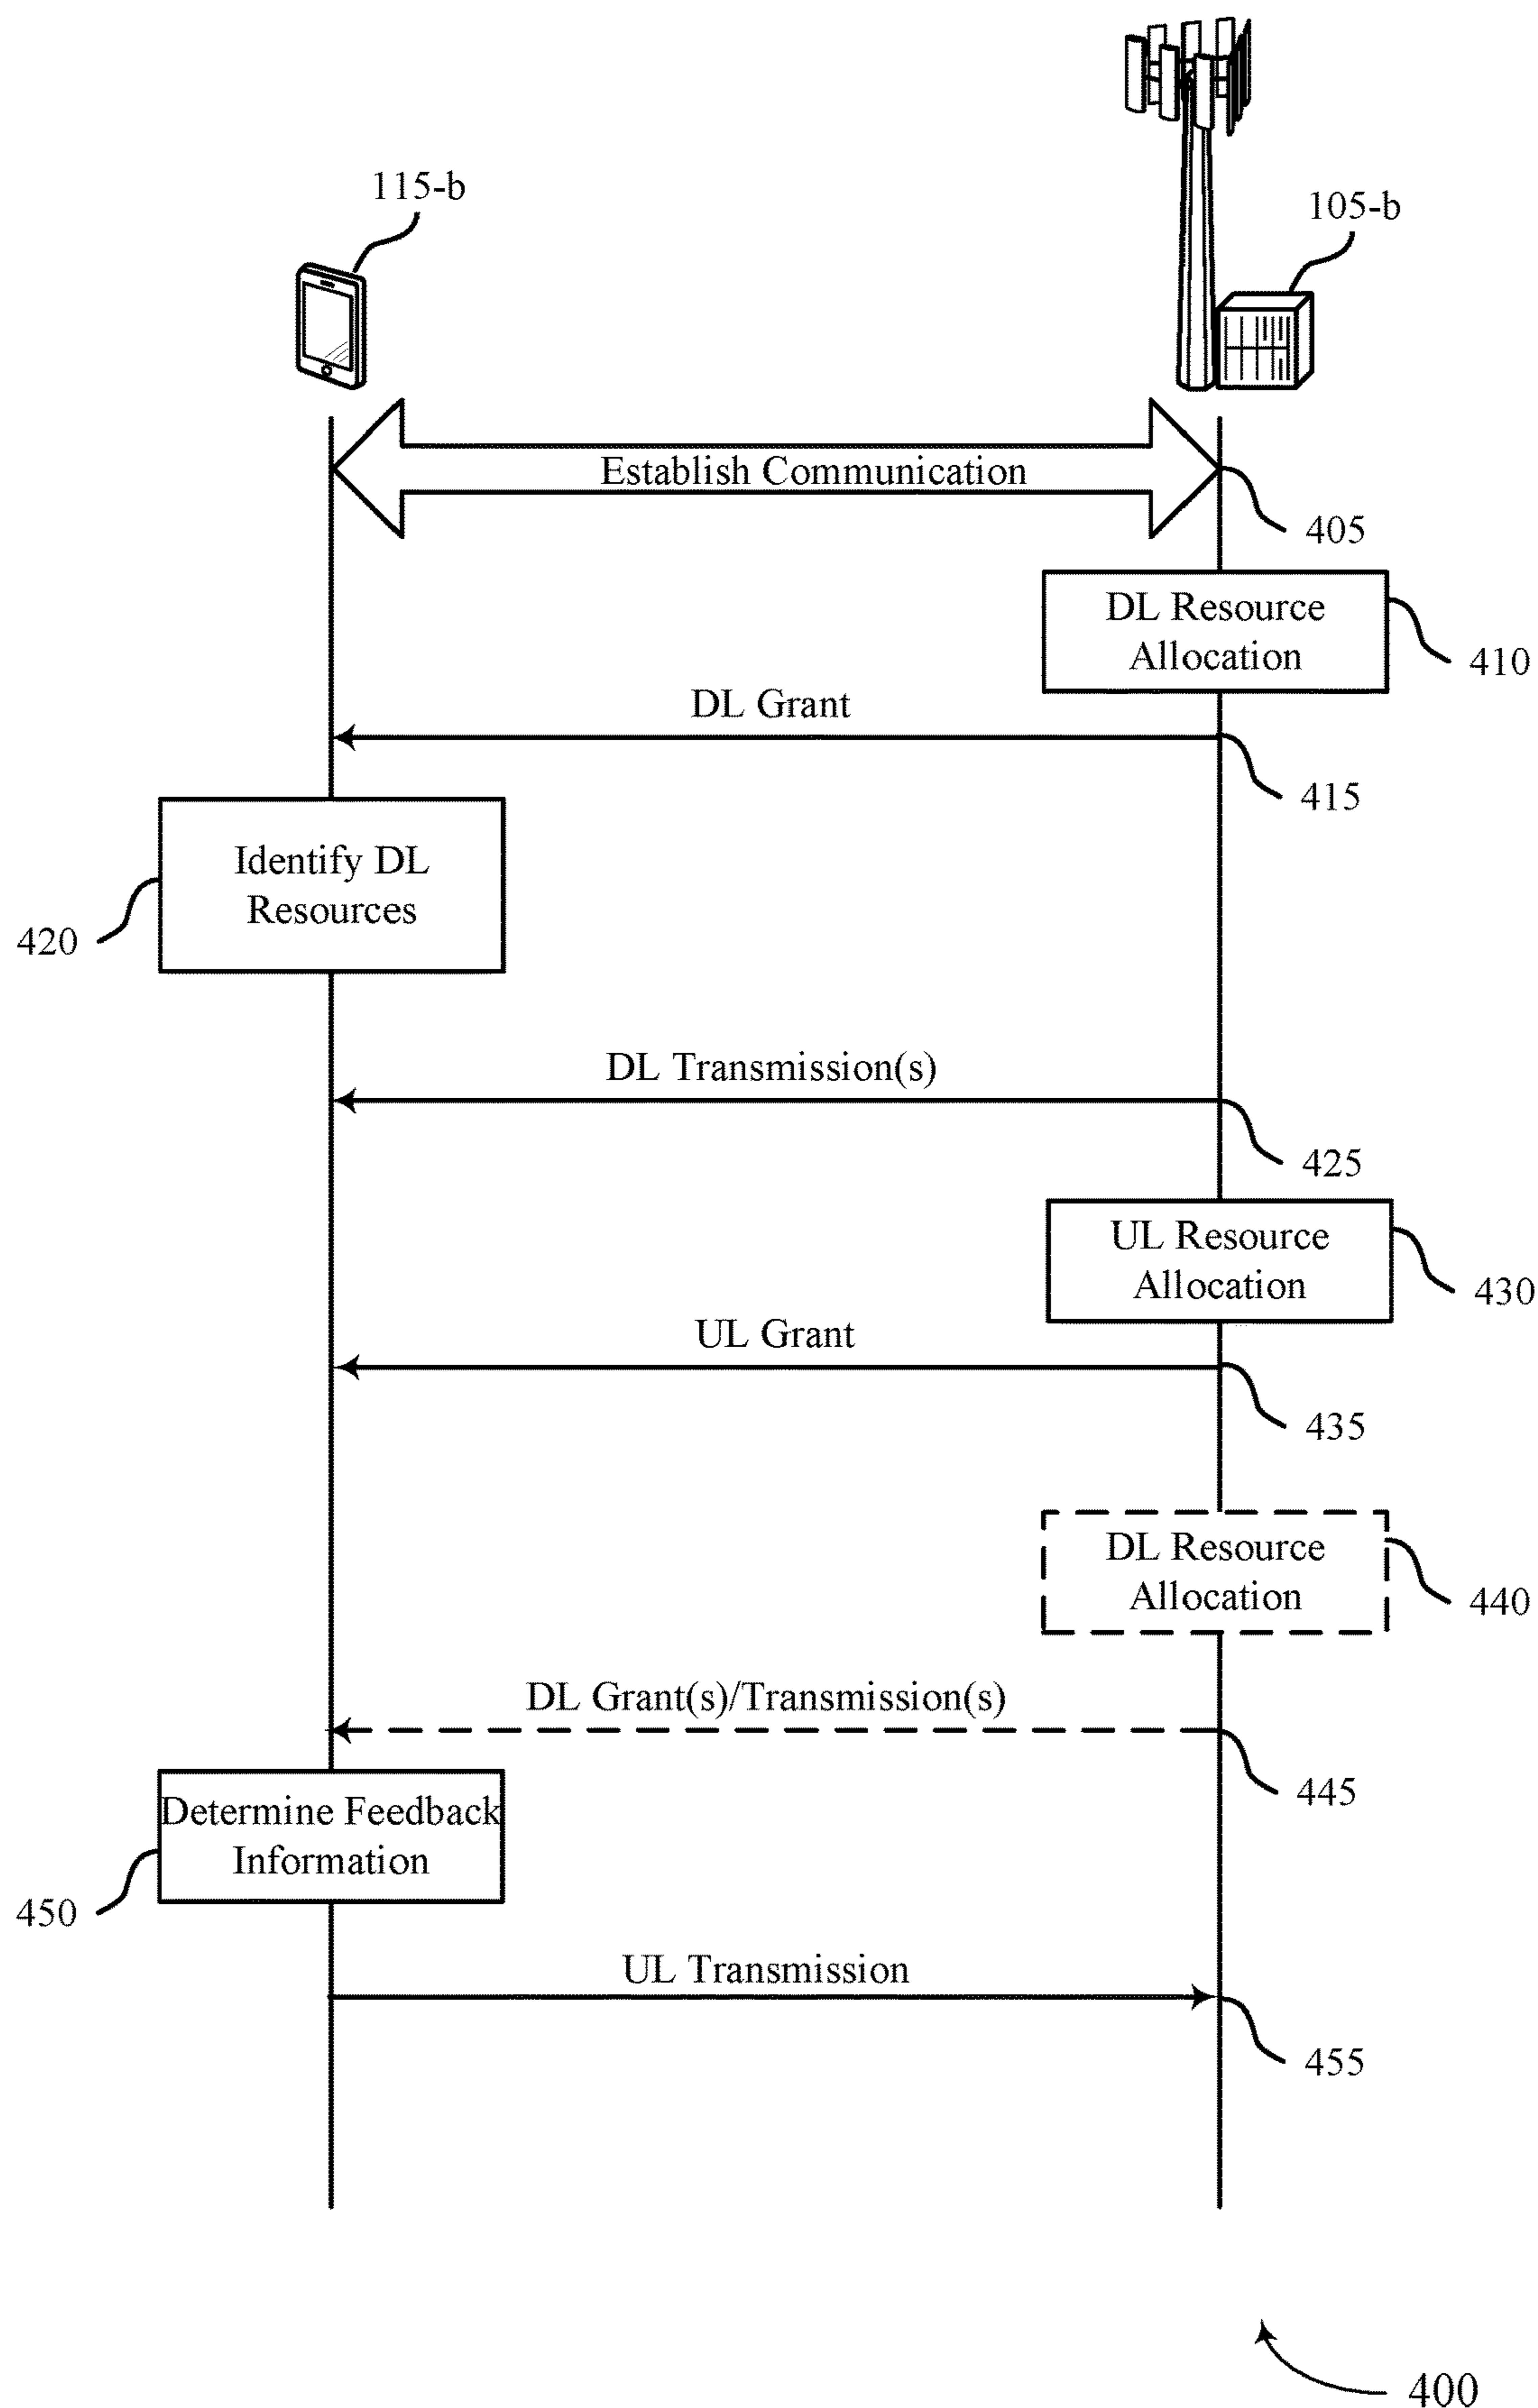 115-b
105-b
Establish Communication
405
DL Resource
Allocation
410
DL Grant
415
Identify DL
Resources
420
DL Transmission(s)
425
UL Resource
Allocation
430
UL Grant
435
DL Resource
Allocation
440
DL Grant(s)/Transmission(s)
445
Determine Feedback
Information
450
UL Transmission
455
400